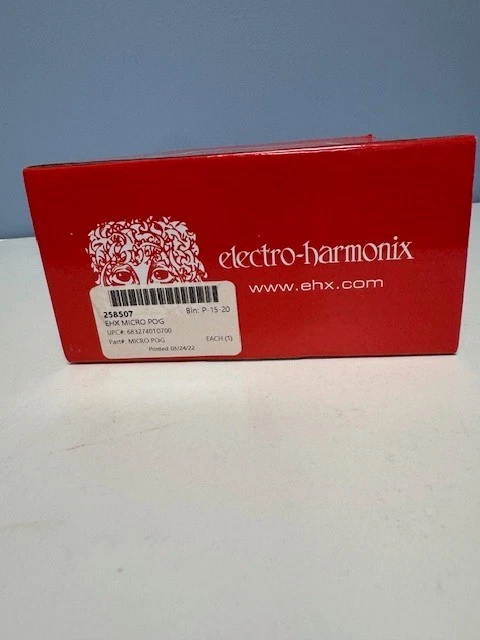 electro-harmonix
www.ehx.com
258507 Bin: P-15-20
EHX MICRO POG
UPC#: 683274010700
Part#: MICRO POG EACH (1)
Printed: 03/24/22